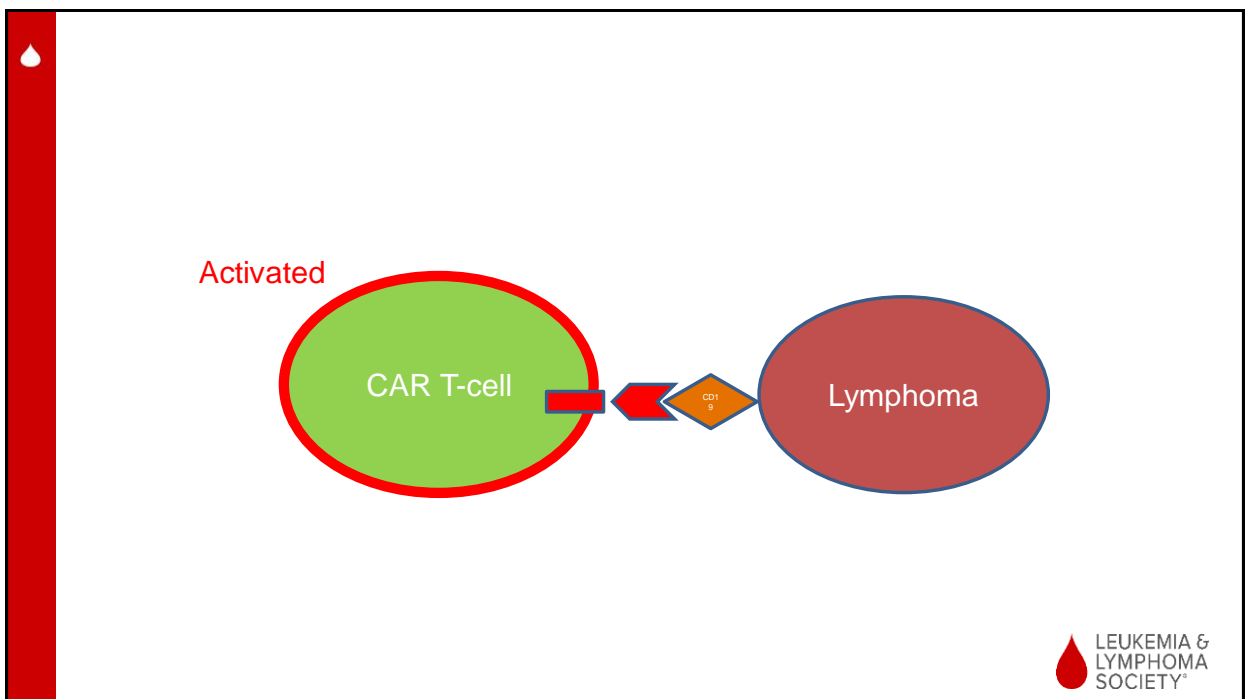 Activated
CAR T-cell
CD1
9
Lymphoma
LEUKEMIA &
LYMPHOMA
SOCIETY®